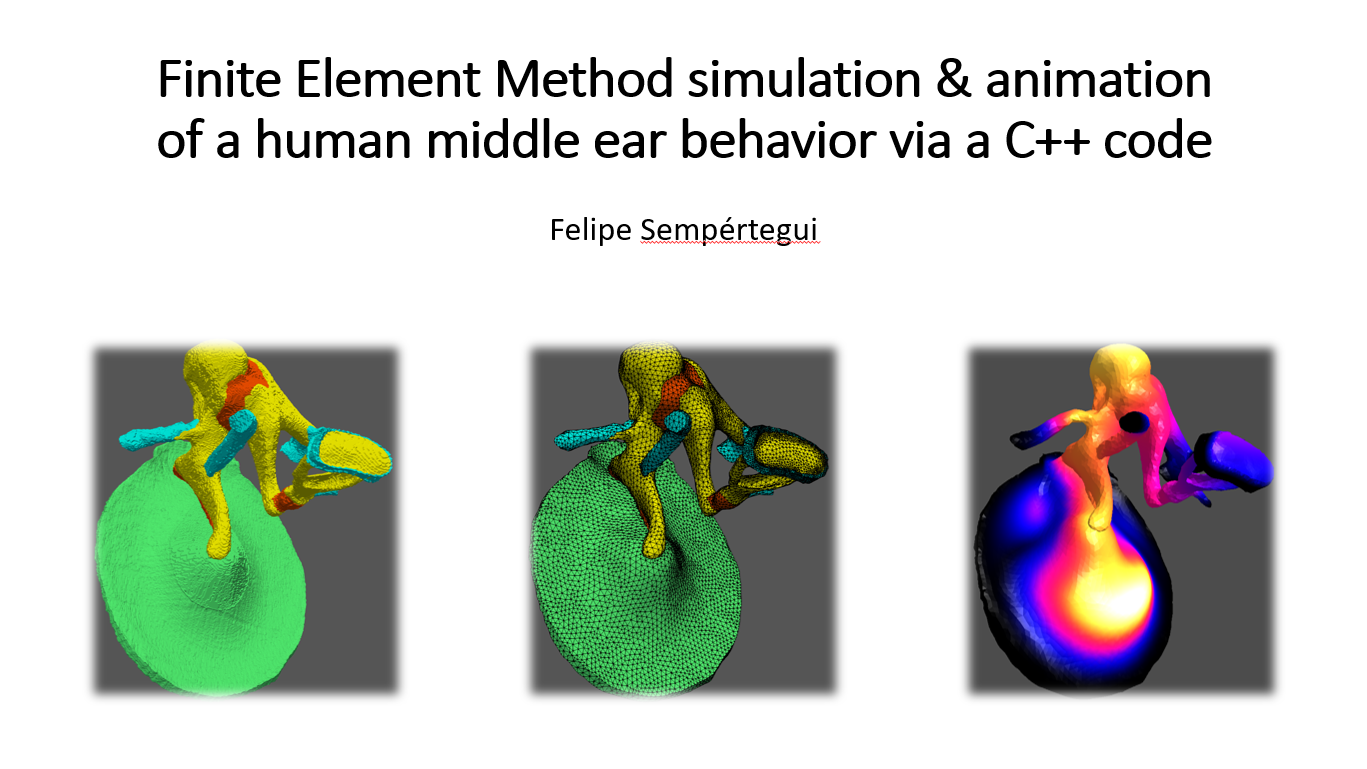 Finite Element Method simulation & animation
of a human middle ear behavior via a C++ code
Felipe Sempértegui